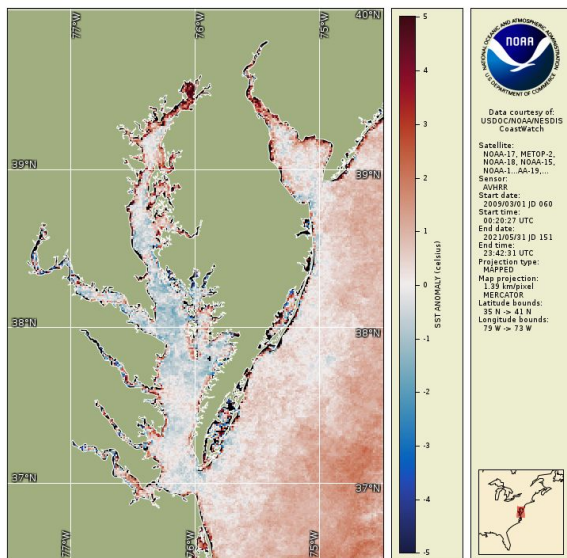 77°W
76°W
75°W
40°N
39°N
39°N
38°N
38°N
37°N
37°N
77°W
76°W
75°W
5
4
3
2
1
0
-1
-2
-3
-4
-5
SST ANOMALY (celsius)
NATIONAL OCEANIC AND ATMOSPHERIC ADMINISTRATION
NOAA
U.S. DEPARTMENT OF COMMERCE
Data courtesy of:
USDOC/NOAA/NESDIS
CoastWatch
Satellite:
NOAA-17, METOP-2,
NOAA-18, NOAA-15,
NOAA-1...AA-19,...
Sensor:
AVHRR
Start date:
2009/03/01 JD 060
Start time:
00:20:27 UTC
End date:
2021/05/31 JD 151
End time:
23:42:31 UTC
Projection type:
MAPPED
Map projection:
1.39 km/pixel
MERCATOR
Latitude bounds:
35 N -> 41 N
Longitude bounds:
79 W -> 73 W